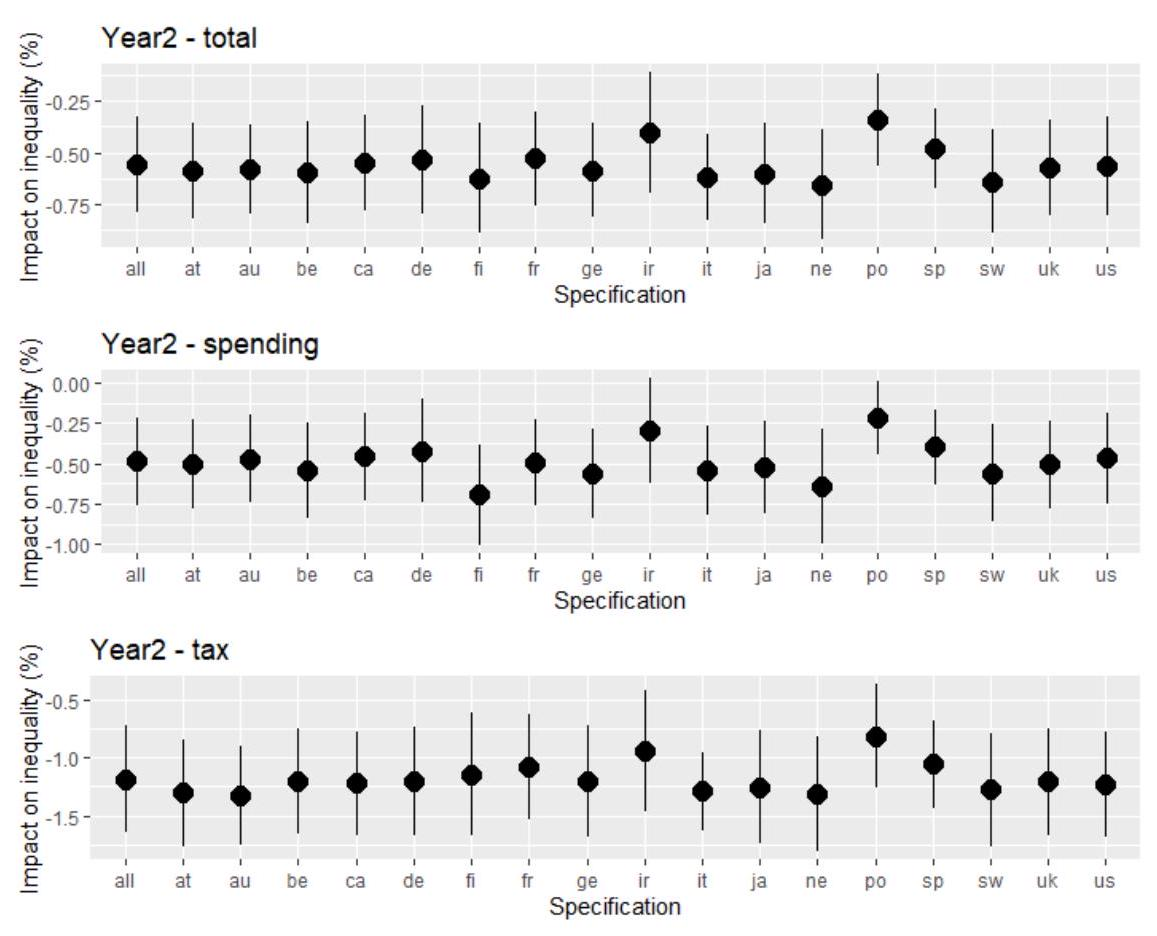 Year2 - total
Impact on inequality (%)
-0.25
-0.50
-0.75
all at au be ca de fi fr ge ir it ja ne po sp sw uk us
Specification
Year2 - spending
Impact on inequality (%)
0.00
-0.25
-0.50
-0.75
-1.00
all at au be ca de fi fr ge ir it ja ne po sp sw uk us
Specification
Year2 - tax
Impact on inequality (%)
-0.5
-1.0
-1.5
all at au be ca de fi fr ge ir it ja ne po sp sw uk us
Specification